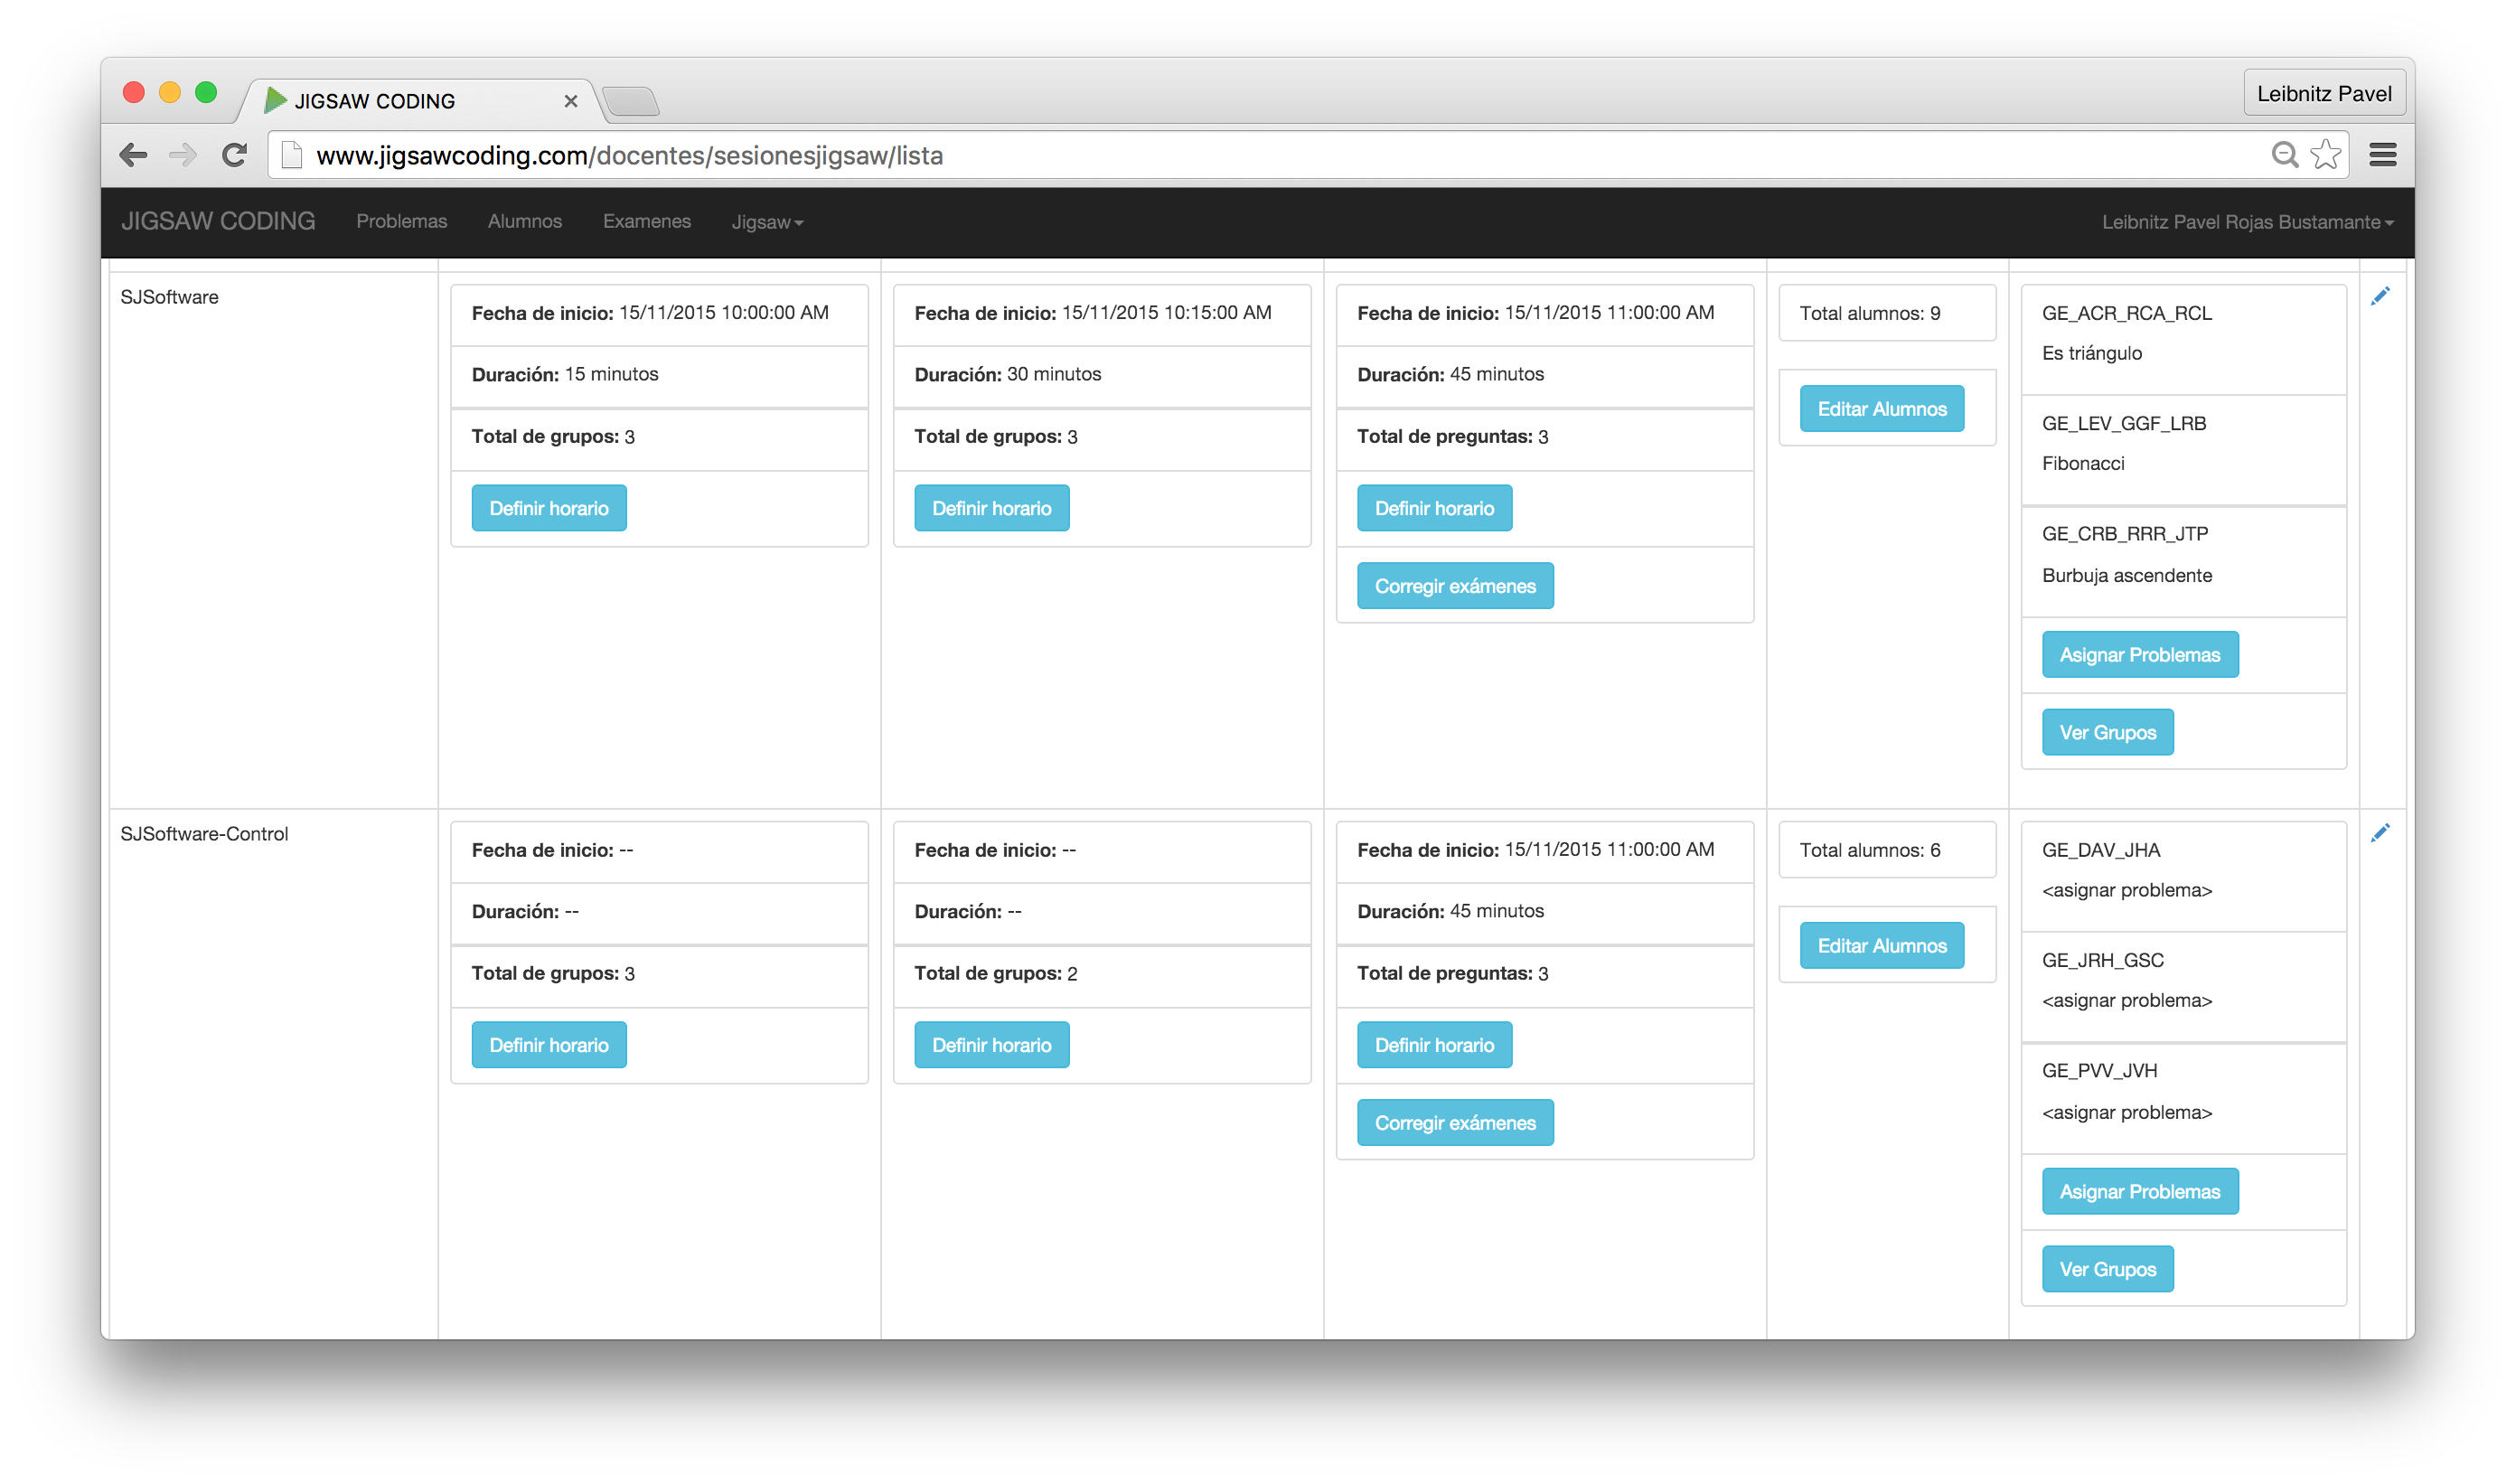 JIGSAW CODING
Leibnitz Pavel
www.jigsawcoding.com/docentes/sesionesjigsaw/lista
JIGSAW CODING Problemas Alumnos Examenes Jigsaw Leibnitz Pavel Rojas Bustamante
SJSoftware
Fecha de inicio: 15/11/2015 10:00:00 AM
Duración: 15 minutos
Total de grupos: 3
Definir horario
Fecha de inicio: 15/11/2015 10:15:00 AM
Duración: 30 minutos
Total de grupos: 3
Definir horario
Fecha de inicio: 15/11/2015 11:00:00 AM
Duración: 45 minutos
Total de preguntas: 3
Definir horario
Corregir exámenes
Total alumnos: 9
Editar Alumnos
GE_ACR_RCA_RCL
Es triángulo
GE_LEV_GGF_LRB
Fibonacci
GE_CRB_RRR_JTP
Burbuja ascendente
Asignar Problemas
Ver Grupos
SJSoftware-Control
Fecha de inicio: --
Duración: --
Total de grupos: 3
Definir horario
Fecha de inicio: --
Duración: --
Total de grupos: 2
Definir horario
Fecha de inicio: 15/11/2015 11:00:00 AM
Duración: 45 minutos
Total de preguntas: 3
Definir horario
Corregir exámenes
Total alumnos: 6
Editar Alumnos
GE_DAV_JHA
<asignar problema>
GE_JRH_GSC
<asignar problema>
GE_PVV_JVH
<asignar problema>
Asignar Problemas
Ver Grupos